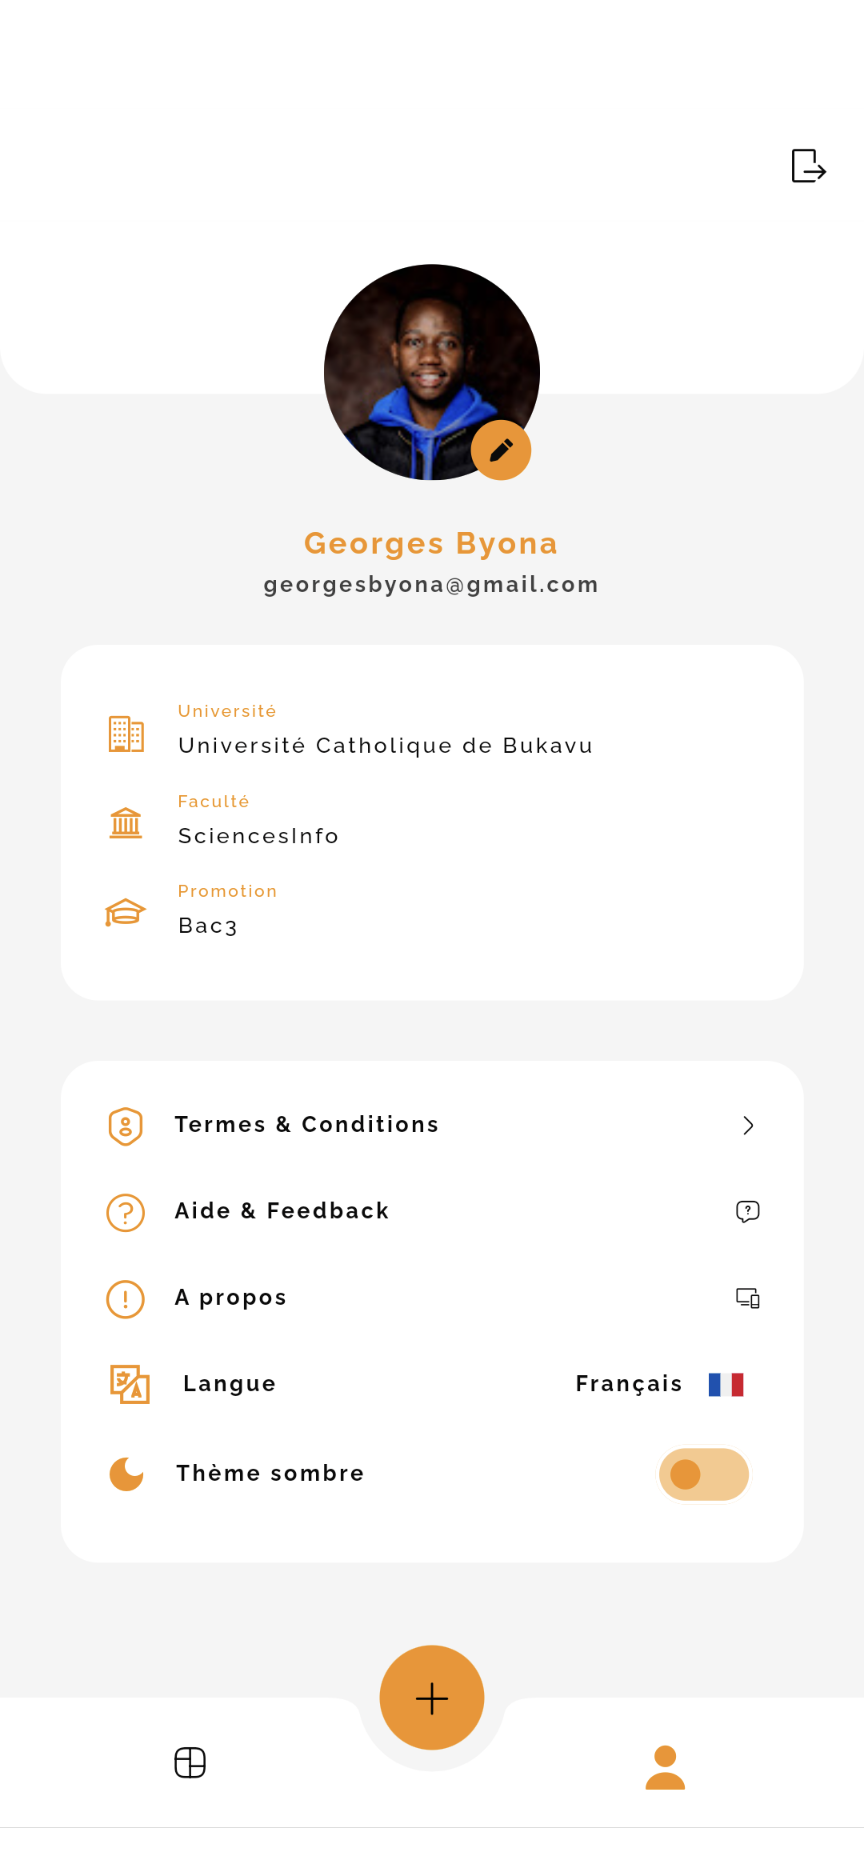 Georges Byona
georgesbyona@gmail.com
Université
Université Catholique de Bukavu
Faculté
SciencesInfo
Promotion
Bac3
Termes & Conditions
Aide & Feedback
A propos
Langue Français
Thème sombre